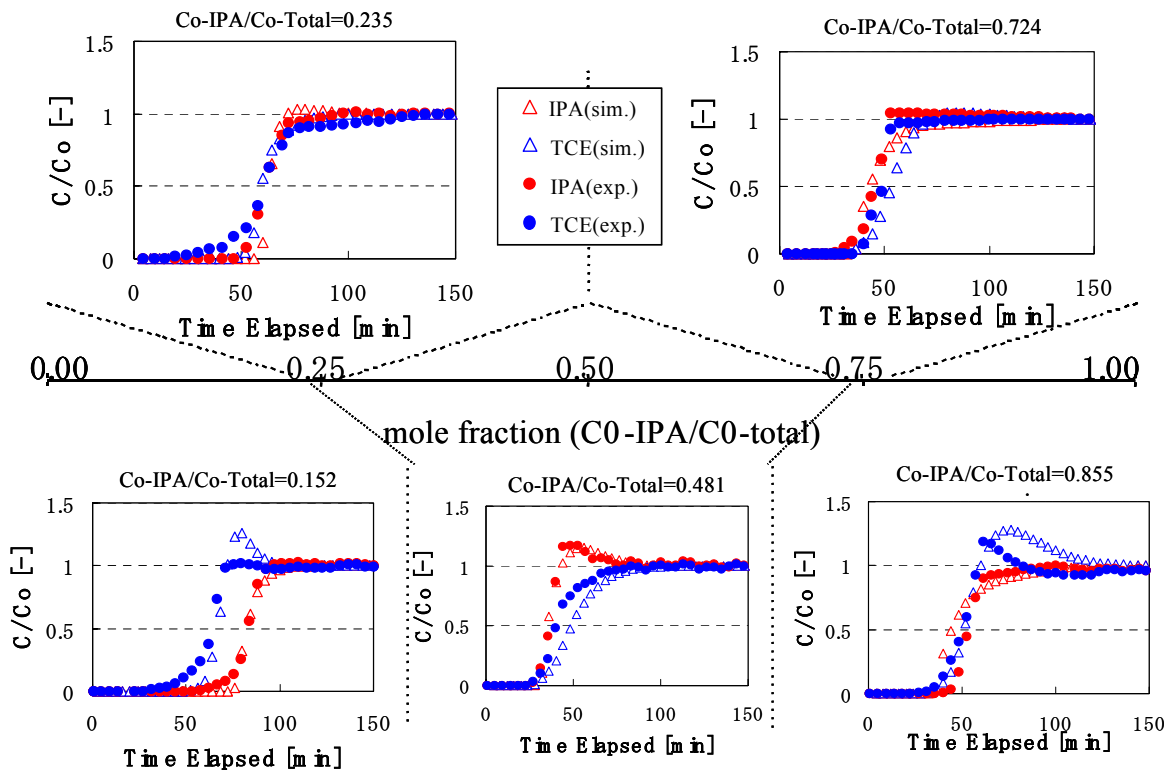 Co-IPA/Co-Total=0.235
1.5
1
0.5
0
C/Co [-]
0 50 100 150
Time Elapsed [min]
IPA(sim.)
TCE(sim.)
IPA(exp.)
TCE(exp.)
Co-IPA/Co-Total=0.724
1.5
1
0.5
0
C/Co [-]
0 50 100 150
Time Elapsed [min]
0.00 0.25 0.50 0.75 1.00
mole fraction (C0-IPA/C0-total)
Co-IPA/Co-Total=0.152
1.5
1
0.5
0
C/Co [-]
0 50 100 150
Time Elapsed [min]
Co-IPA/Co-Total=0.481
1.5
1
0.5
0
C/Co [-]
0 50 100 150
Time Elapsed [min]
Co-IPA/Co-Total=0.855
1.5
1
0.5
0
C/Co [-]
0 50 100 150
Time Elapsed [min]